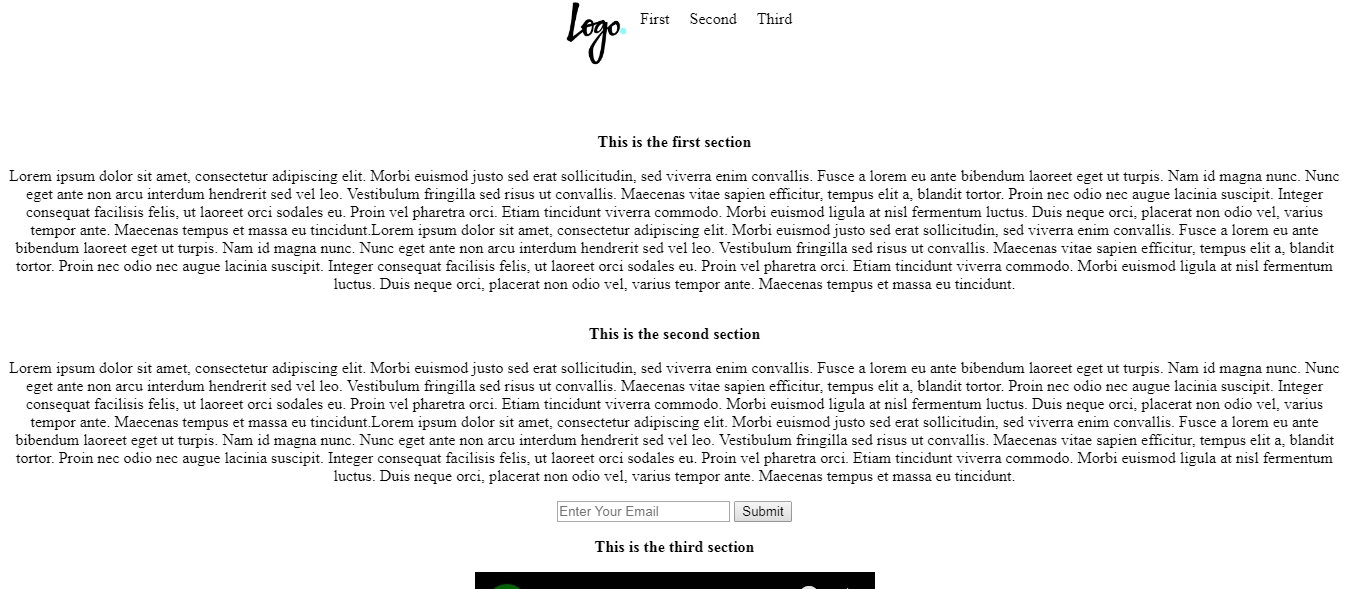 Logo.
First Second Third
This is the first section
Lorem ipsum dolor sit amet, consectetur adipiscing elit. Morbi euismod justo sed erat sollicitudin, sed viverra enim convallis. Fusce a lorem eu ante bibendum laoreet eget ut turpis. Nam id magna nunc. Nunc
eget ante non arcu interdum hendrerit sed vel leo. Vestibulum fringilla sed risus ut convallis. Maecenas vitae sapien efficitur, tempus elit a, blandit tortor. Proin nec odio nec augue lacinia suscipit. Integer
consequat facilisis felis, ut laoreet orci sodales eu. Proin vel pharetra orci. Etiam tincidunt viverra commodo. Morbi euismod ligula at nisl fermentum luctus. Duis neque orci, placerat non odio vel, varius
tempor ante. Maecenas tempus et massa eu tincidunt.Lorem ipsum dolor sit amet, consectetur adipiscing elit. Morbi euismod justo sed erat sollicitudin, sed viverra enim convallis. Fusce a lorem eu ante
bibendum laoreet eget ut turpis. Nam id magna nunc. Nunc eget ante non arcu interdum hendrerit sed vel leo. Vestibulum fringilla sed risus ut convallis. Maecenas vitae sapien efficitur, tempus elit a, blandit
tortor. Proin nec odio nec augue lacinia suscipit. Integer consequat facilisis felis, ut laoreet orci sodales eu. Proin vel pharetra orci. Etiam tincidunt viverra commodo. Morbi euismod ligula at nisl fermentum
luctus. Duis neque orci, placerat non odio vel, varius tempor ante. Maecenas tempus et massa eu tincidunt.
This is the second section
Lorem ipsum dolor sit amet, consectetur adipiscing elit. Morbi euismod justo sed erat sollicitudin, sed viverra enim convallis. Fusce a lorem eu ante bibendum laoreet eget ut turpis. Nam id magna nunc. Nunc
eget ante non arcu interdum hendrerit sed vel leo. Vestibulum fringilla sed risus ut convallis. Maecenas vitae sapien efficitur, tempus elit a, blandit tortor. Proin nec odio nec augue lacinia suscipit. Integer
consequat facilisis felis, ut laoreet orci sodales eu. Proin vel pharetra orci. Etiam tincidunt viverra commodo. Morbi euismod ligula at nisl fermentum luctus. Duis neque orci, placerat non odio vel, varius
tempor ante. Maecenas tempus et massa eu tincidunt.Lorem ipsum dolor sit amet, consectetur adipiscing elit. Morbi euismod justo sed erat sollicitudin, sed viverra enim convallis. Fusce a lorem eu ante
bibendum laoreet eget ut turpis. Nam id magna nunc. Nunc eget ante non arcu interdum hendrerit sed vel leo. Vestibulum fringilla sed risus ut convallis. Maecenas vitae sapien efficitur, tempus elit a, blandit
tortor. Proin nec odio nec augue lacinia suscipit. Integer consequat facilisis felis, ut laoreet orci sodales eu. Proin vel pharetra orci. Etiam tincidunt viverra commodo. Morbi euismod ligula at nisl fermentum
luctus. Duis neque orci, placerat non odio vel, varius tempor ante. Maecenas tempus et massa eu tincidunt.
Enter Your Email Submit
This is the third section